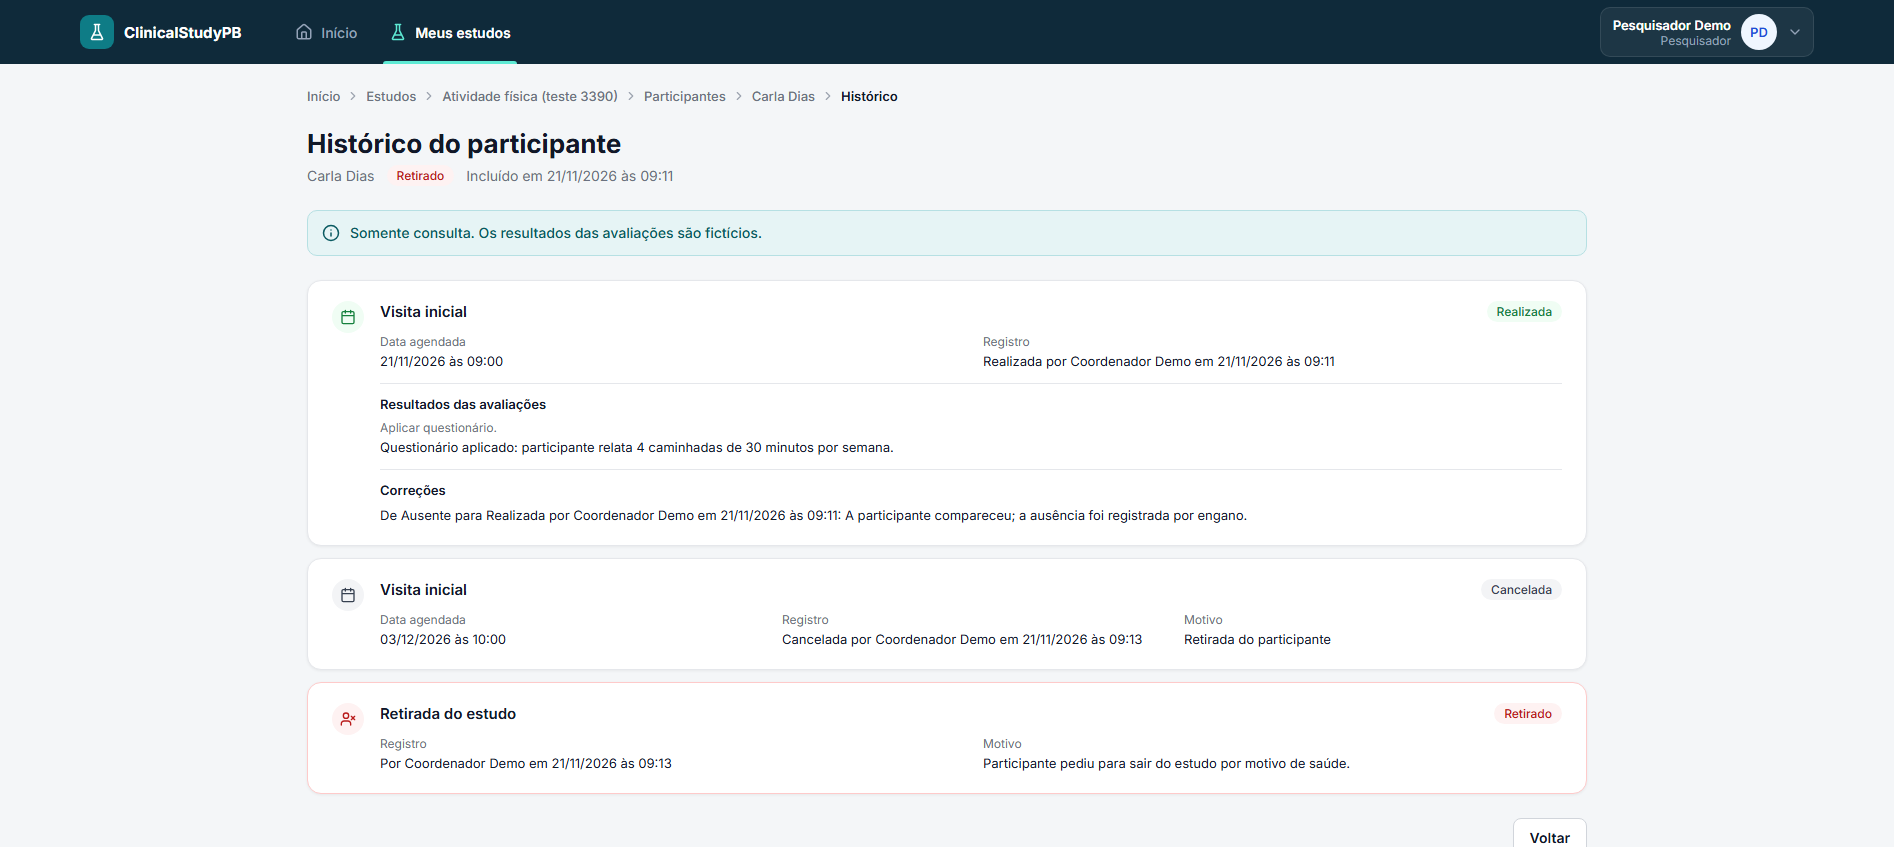 ClinicalStudyPB
Início
Meus estudos
Pesquisador Demo
Pesquisador
PD
Início > Estudos > Atividade física (teste 3390) > Participantes > Carla Dias > Histórico
Histórico do participante
Carla Dias Retirado Incluído em 21/11/2026 às 09:11
Somente consulta. Os resultados das avaliações são fictícios.
Visita inicial
Realizada
Data agendada
21/11/2026 às 09:00
Registro
Realizada por Coordenador Demo em 21/11/2026 às 09:11
Resultados das avaliações
Aplicar questionário.
Questionário aplicado: participante relata 4 caminhadas de 30 minutos por semana.
Correções
De Ausente para Realizada por Coordenador Demo em 21/11/2026 às 09:11: A participante compareceu; a ausência foi registrada por engano.
Visita inicial
Cancelada
Data agendada
03/12/2026 às 10:00
Registro
Cancelada por Coordenador Demo em 21/11/2026 às 09:13
Motivo
Retirada do participante
Retirada do estudo
Retirado
Registro
Por Coordenador Demo em 21/11/2026 às 09:13
Motivo
Participante pediu para sair do estudo por motivo de saúde.
Voltar